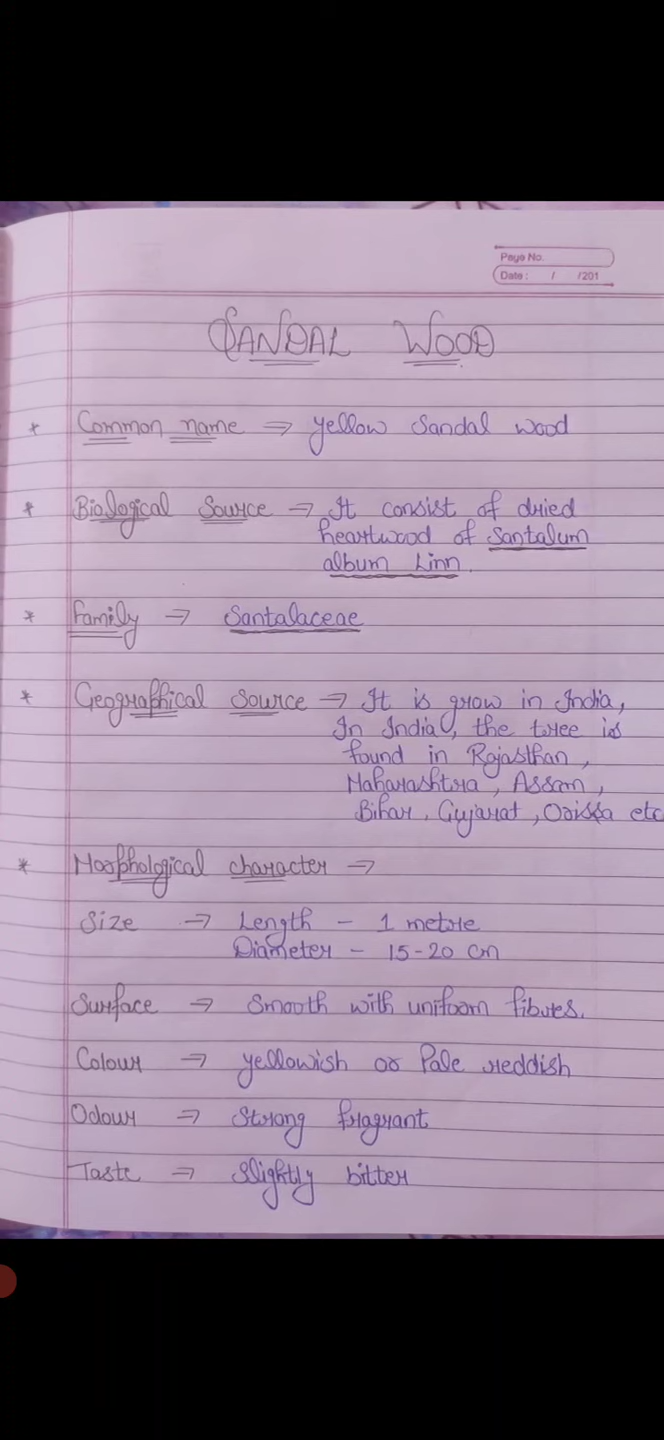 Page No.
Date : / /201
SANDAL WOOD
* Common name ⇒ yellow Sandal wood
* Biological Source → It consist of dried
heartwood of Santalum
album Linn.
* Family → Santalaceae
* Geographical Source → It is grow in India,
In India, the tree is
found in Rajasthan,
Maharashtra, Assam,
Bihar, Gujarat, Orissa etc
* Morphological character →
Size → Length - 1 metre
Diameter - 15-20 cm
Surface ⇒ Smooth with uniform fibres.
Colour ⇒ yellowish or Pale reddish
Odour ⇒ Strong fragrant
Taste ⇒ Slightly bitter